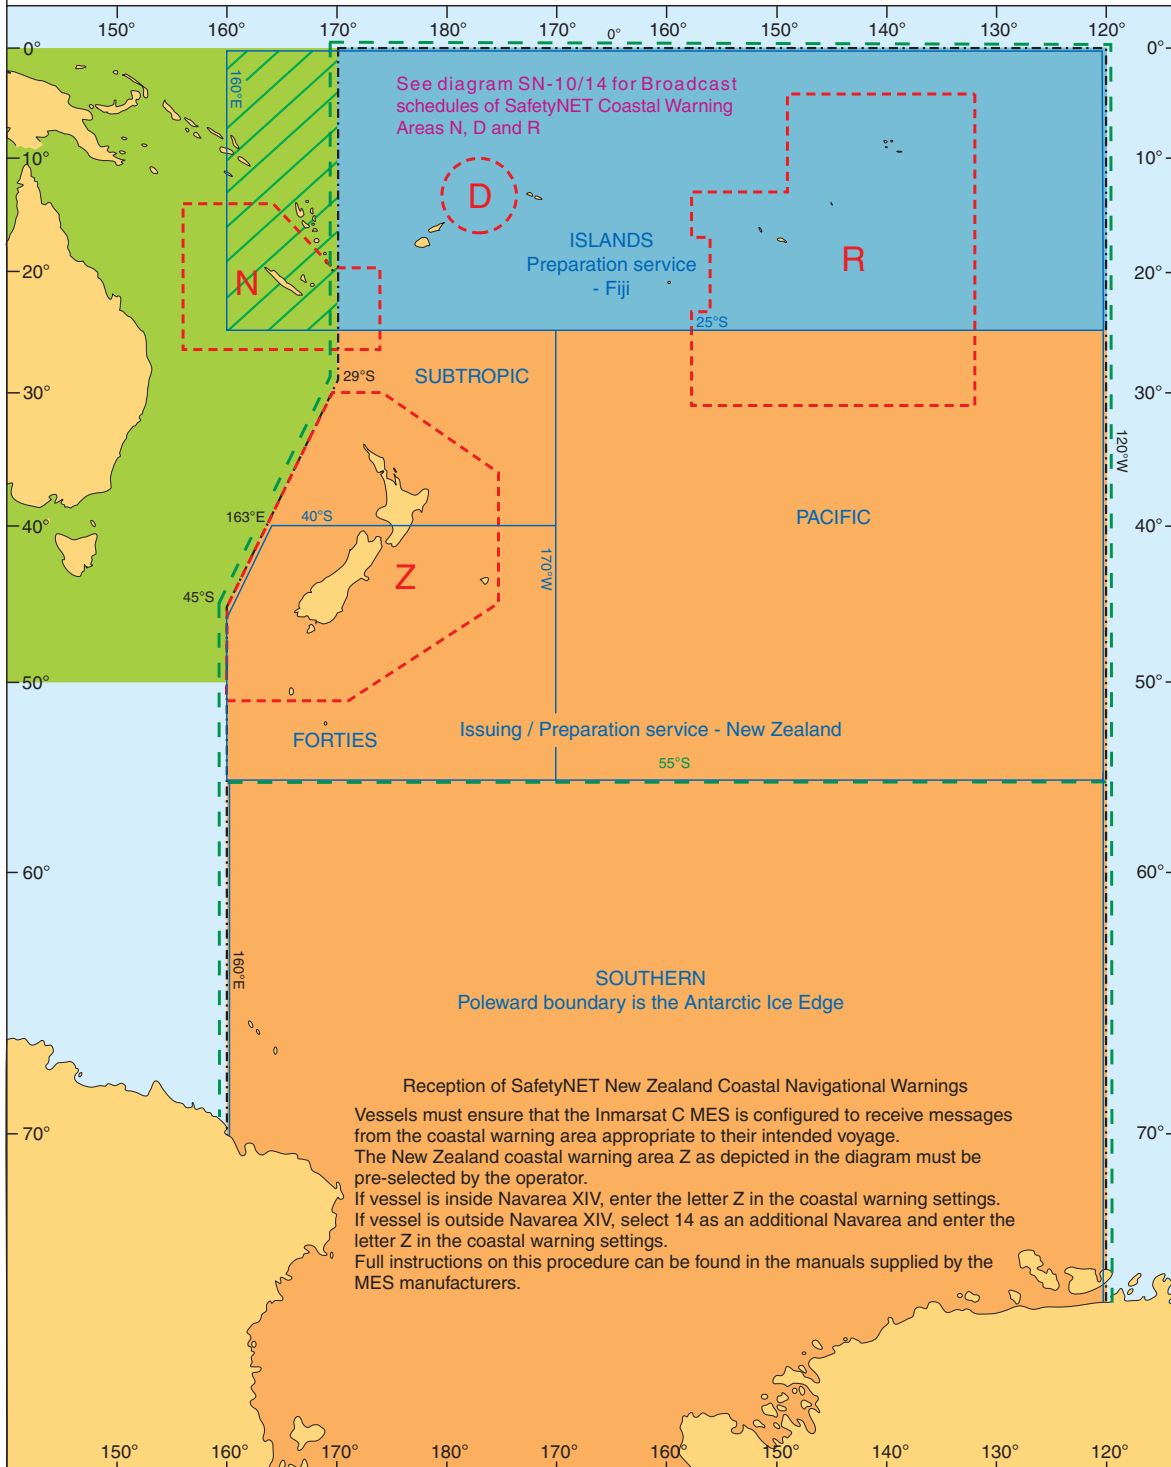 150° 160° 170° 170° 160° 150° 140° 130° 120°
0° 0° 0°
160°E
See diagram SN-10/14 for Broadcast
schedules of SafetyNET Coastal Warning
Areas N, D and R
10° 10°
D
ISLANDS
Preparation service
- Fiji
R
20° 20°
N
25°S
29°S
SUBTROPIC
30° 30°
120°W
163°E
40°S
PACIFIC
40° 40°
170°W
Z
45°S
50° 50°
FORTIES
Issuing / Preparation service - New Zealand
55°S
60° 60°
160°E
SOUTHERN
Poleward boundary is the Antarctic Ice Edge
Reception of SafetyNET New Zealand Coastal Navigational Warnings
Vessels must ensure that the Inmarsat C MES is configured to receive messages
from the coastal warning area appropriate to their intended voyage.
70° 70°
The New Zealand coastal warning area Z as depicted in the diagram must be
pre-selected by the operator.
If vessel is inside Navarea XIV, enter the letter Z in the coastal warning settings.
If vessel is outside Navarea XIV, select 14 as an additional Navarea and enter the
letter Z in the coastal warning settings.
Full instructions on this procedure can be found in the manuals supplied by the
MES manufacturers.
150° 160° 170° 170° 160° 150° 140° 130° 120°